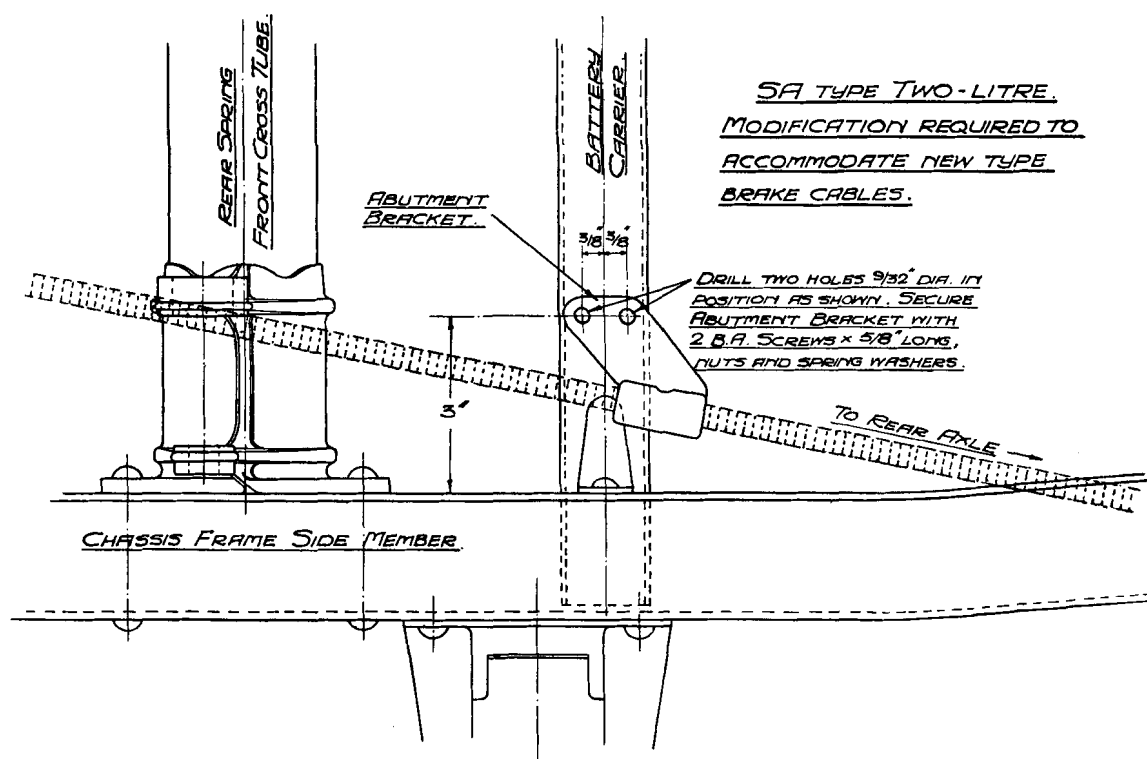 REAR SPRING
FRONT CROSS TUBE.
BATTERY
CARRIER.
SA TYPE TWO-LITRE.
MODIFICATION REQUIRED TO
ACCOMMODATE NEW TYPE
BRAKE CABLES.
ABUTMENT
BRACKET.
3/8" 3/8"
DRILL TWO HOLES 9/32" DIA. IN
POSITION AS SHOWN. SECURE
ABUTMENT BRACKET WITH
2 B.A. SCREWS × 5/8" LONG,
NUTS AND SPRING WASHERS.
3"
TO REAR AXLE
CHASSIS FRAME SIDE MEMBER